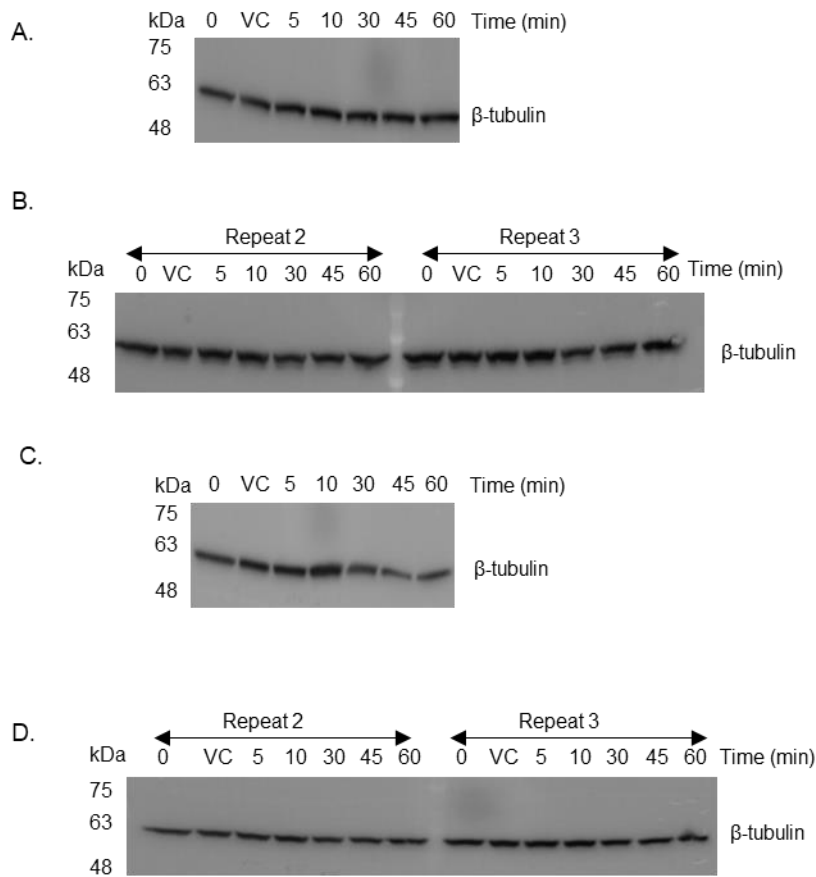 A.
kDa 0 VC 5 10 30 45 60 Time (min)
75
63
48
β-tubulin
B.
Repeat 2 Repeat 3
kDa 0 VC 5 10 30 45 60 0 VC 5 10 30 45 60 Time (min)
75
63
48
β-tubulin
C.
kDa 0 VC 5 10 30 45 60 Time (min)
75
63
48
β-tubulin
D.
Repeat 2 Repeat 3
kDa 0 VC 5 10 30 45 60 0 VC 5 10 30 45 60 Time (min)
75
63
48
β-tubulin